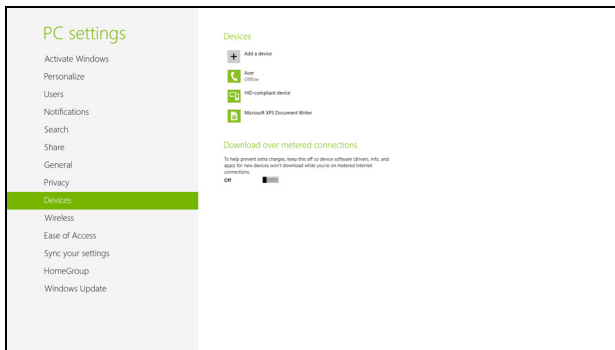 PC settings
Activate Windows
Personalize
Users
Notifications
Search
Share
General
Privacy
Devices
Wireless
Ease of Access
Sync your settings
HomeGroup
Windows Update
Devices
Add a device
Acer
Offline
HID-compliant device
Microsoft XPS Document Writer
Download over metered connections
To help prevent extra charges, keep this off so device software (drivers, info, and
apps) for new devices won't download while you're on metered Internet
connections.
Off